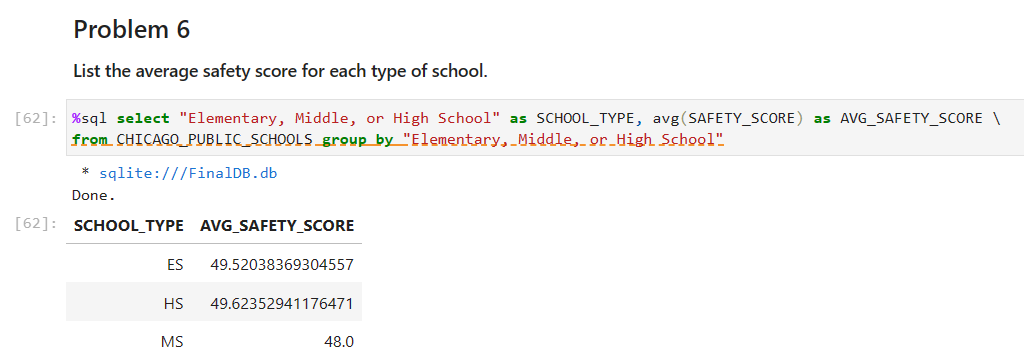 Problem 6
List the average safety score for each type of school.
[62]: %sql select "Elementary, Middle, or High School" as SCHOOL_TYPE, avg(SAFETY_SCORE) as AVG_SAFETY_SCORE \
from CHICAGO_PUBLIC_SCHOOLS group by "Elementary, Middle, or High School"
* sqlite:///FinalDB.db
Done.
[62]: SCHOOL_TYPE AVG_SAFETY_SCORE
ES 49.52038369304557
HS 49.62352941176471
MS 48.0